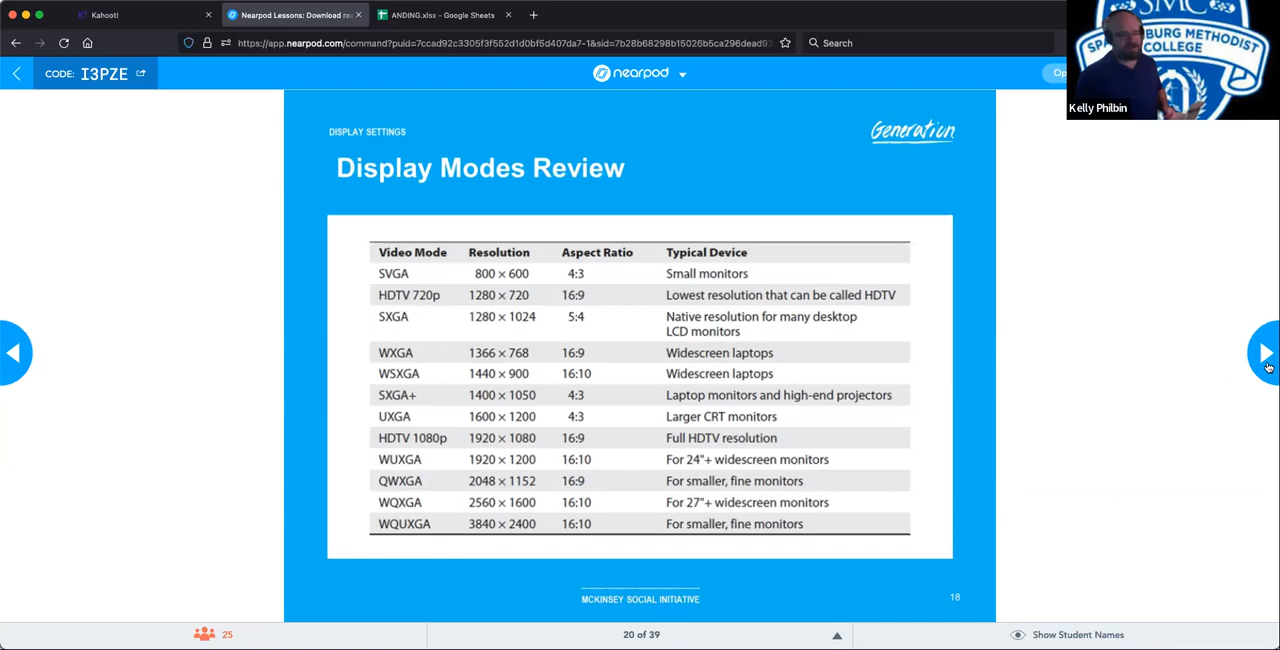 Kahoot!
Nearpod Lessons: Download re
ANDING.xlsx - Google Sheets
https://app.nearpod.com/command?puid=7ccad92c3305f3f552d1d0bf5d407da7-1&sid=7b28b68298b15026b5ca296dead93
Search
CODE: I3PZE
nearpod
Op
SMC
SPA BURG METHODIST
COLLEGE
Kelly Philbin
DISPLAY SETTINGS
Generation
Display Modes Review
Video Mode Resolution Aspect Ratio Typical Device
SVGA 800 × 600 4:3 Small monitors
HDTV 720p 1280 × 720 16:9 Lowest resolution that can be called HDTV
SXGA 1280 × 1024 5:4 Native resolution for many desktop
LCD monitors
WXGA 1366 × 768 16:9 Widescreen laptops
WSXGA 1440 × 900 16:10 Widescreen laptops
SXGA+ 1400 × 1050 4:3 Laptop monitors and high-end projectors
UXGA 1600 × 1200 4:3 Larger CRT monitors
HDTV 1080p 1920 × 1080 16:9 Full HDTV resolution
WUXGA 1920 × 1200 16:10 For 24"+ widescreen monitors
QWXGA 2048 × 1152 16:9 For smaller, fine monitors
WQXGA 2560 × 1600 16:10 For 27"+ widescreen monitors
WQUXGA 3840 × 2400 16:10 For smaller, fine monitors
MCKINSEY SOCIAL INITIATIVE
18
25
20 of 39
Show Student Names